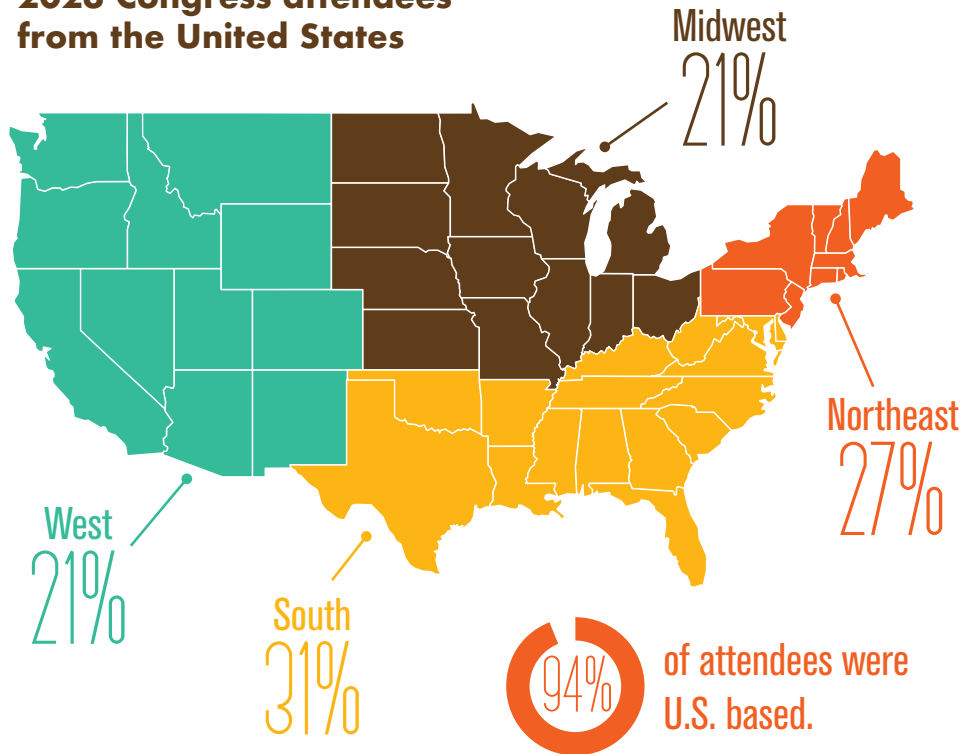 Congress attendees
from the United States
Midwest
21%
Northeast
27%
West
21%
South
31%
94%
of attendees were
U.S. based.